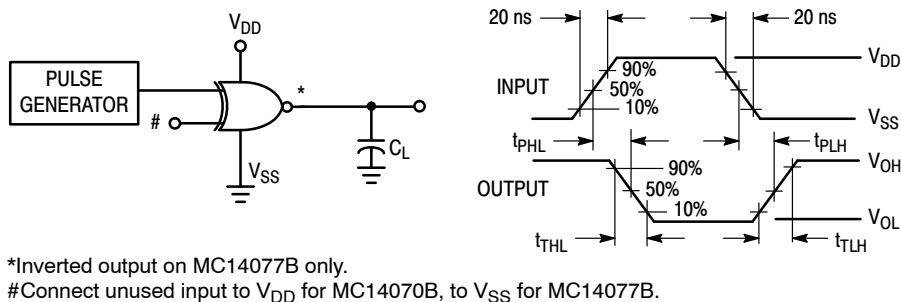 V_DD
PULSE
GENERATOR
*
#
C_L
V_SS
20 ns
20 ns
INPUT
90%
50%
10%
V_DD
V_SS
t_PHL
t_PLH
OUTPUT
90%
50%
10%
V_OH
V_OL
t_THL
t_TLH
*Inverted output on MC14077B only.
#Connect unused input to V_DD for MC14070B, to V_SS for MC14077B.